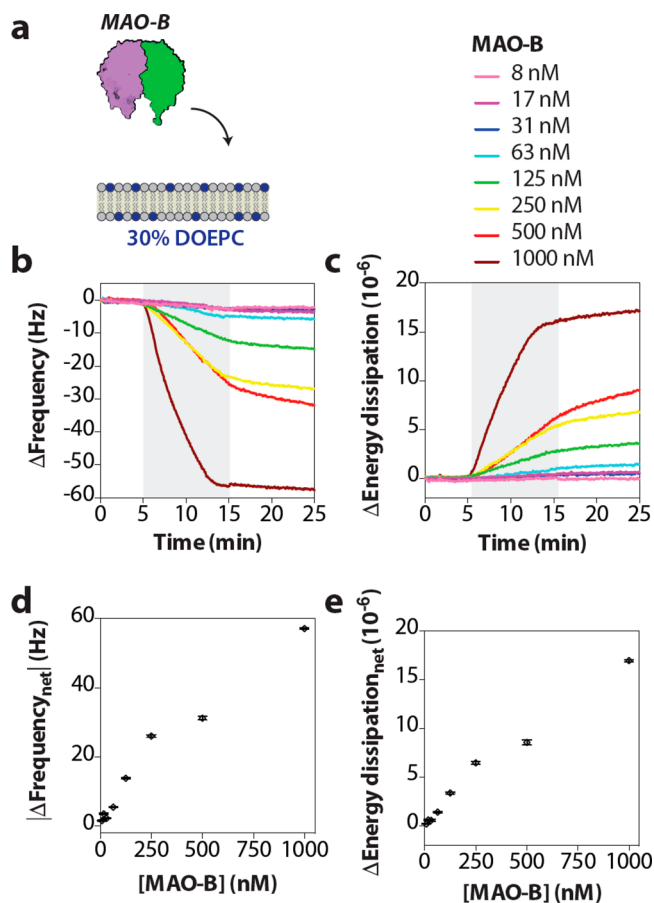 a
MAO-B
30% DOEPC
MAO-B
8 nM
17 nM
31 nM
63 nM
125 nM
250 nM
500 nM
1000 nM
b
ΔFrequency (Hz)
0
-10
-20
-30
-40
-50
-60
0 5 10 15 20 25
Time (min)
c
ΔEnergy dissipation (10⁻⁶)
20
15
10
5
0
0 5 10 15 20 25
Time (min)
d
|ΔFrequencyₙₑₜ| (Hz)
60
40
20
0
0 250 500 750 1000
[MAO-B] (nM)
e
ΔEnergy dissipationₙₑₜ (10⁻⁶)
20
15
10
5
0
0 250 500 750 1000
[MAO-B] (nM)